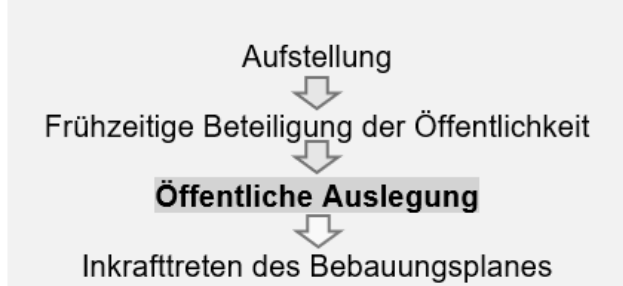 Aufstellung
Frühzeitige Beteiligung der Öffentlichkeit
Öffentliche Auslegung
Inkrafttreten des Bebauungsplanes